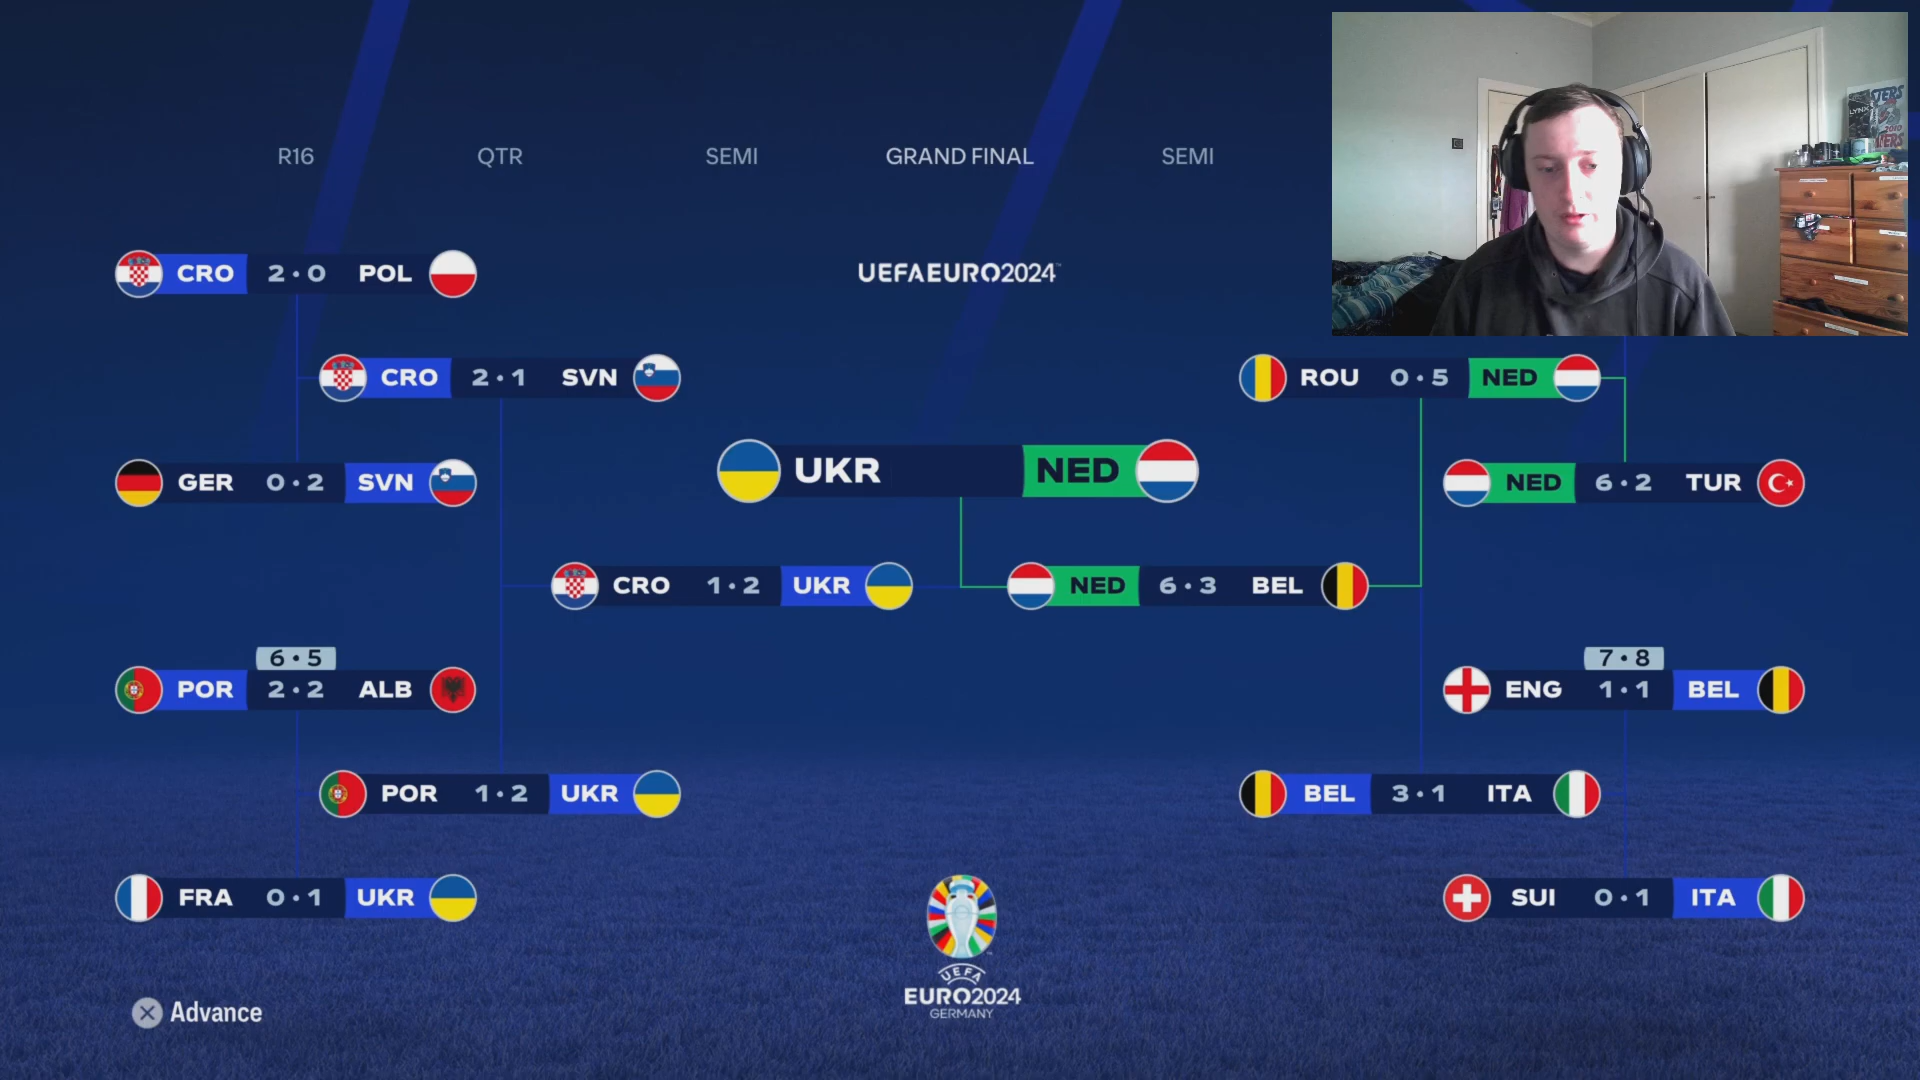 R16 QTR SEMI GRAND FINAL SEMI
UEFAEURO2024
CRO 2 • 0 POL
CRO 2 • 1 SVN
ROU 0 • 5 NED
UKR NED
GER 0 • 2 SVN
NED 6 • 2 TUR
CRO 1 • 2 UKR
NED 6 • 3 BEL
6 • 5
POR 2 • 2 ALB
7 • 8
ENG 1 • 1 BEL
POR 1 • 2 UKR
BEL 3 • 1 ITA
FRA 0 • 1 UKR
SUI 0 • 1 ITA
UEFA
EURO2024
GERMANY
Advance
LYNX
2010